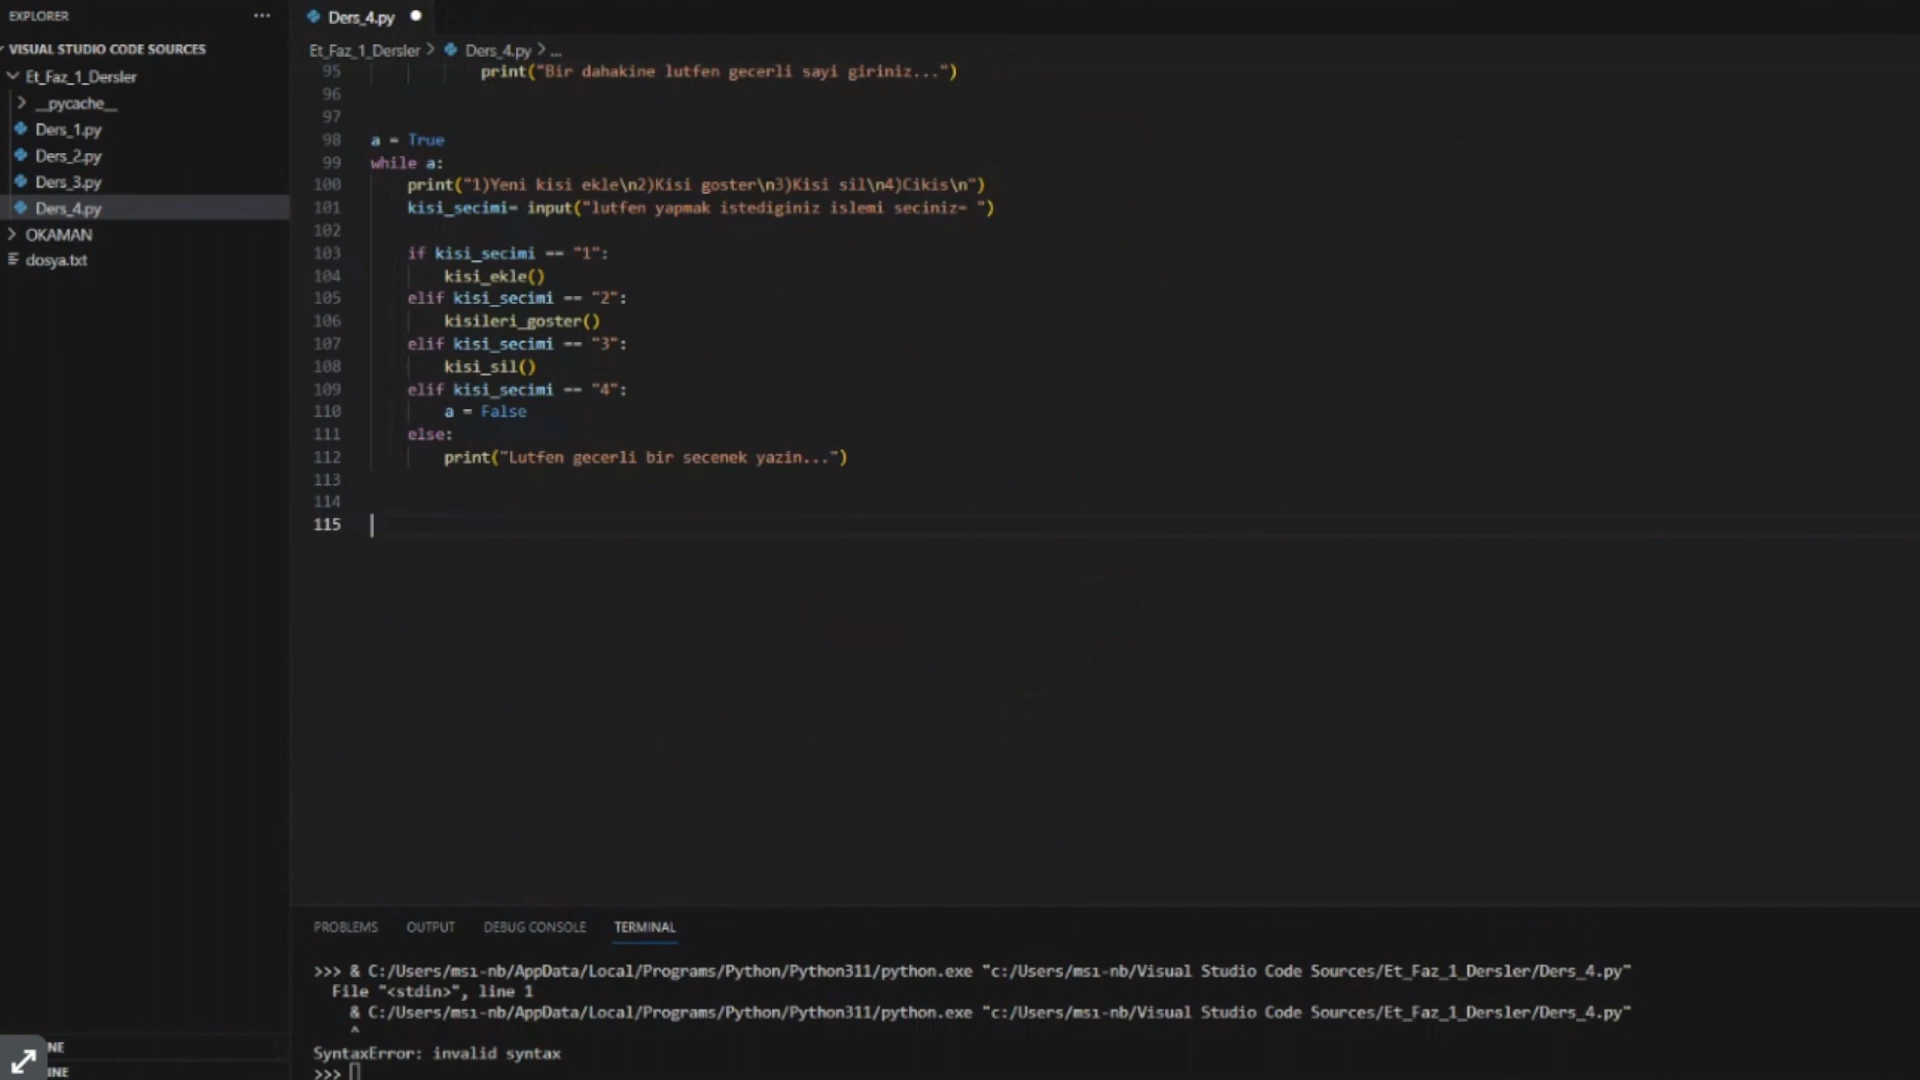 EXPLORER
VISUAL STUDIO CODE SOURCES
Et_Faz_1_Dersler
__pycache__
Ders_1.py
Ders_2.py
Ders_3.py
Ders_4.py
OKAMAN
dosya.txt
NE
INE
Ders_4.py
Et_Faz_1_Dersler > Ders_4.py > ...
95 print("Bir dahakine lutfen gecerli sayi giriniz...")
96
97
98 a = True
99 while a:
100 print("1)Yeni kisi ekle\n2)Kisi goster\n3)Kisi sil\n4)Cikis\n")
101 kisi_secimi= input("lutfen yapmak istediginiz islemi seciniz= ")
102
103 if kisi_secimi == "1":
104 kisi_ekle()
105 elif kisi_secimi == "2":
106 kisileri_goster()
107 elif kisi_secimi == "3":
108 kisi_sil()
109 elif kisi_secimi == "4":
110 a = False
111 else:
112 print("Lutfen gecerli bir secenek yazin...")
113
114
115
PROBLEMS OUTPUT DEBUG CONSOLE TERMINAL
>>> & C:/Users/msı-nb/AppData/Local/Programs/Python/Python311/python.exe "c:/Users/msı-nb/Visual Studio Code Sources/Et_Faz_1_Dersler/Ders_4.py"
File "<stdin>", line 1
& C:/Users/msı-nb/AppData/Local/Programs/Python/Python311/python.exe "c:/Users/msı-nb/Visual Studio Code Sources/Et_Faz_1_Dersler/Ders_4.py"
^
SyntaxError: invalid syntax
>>>